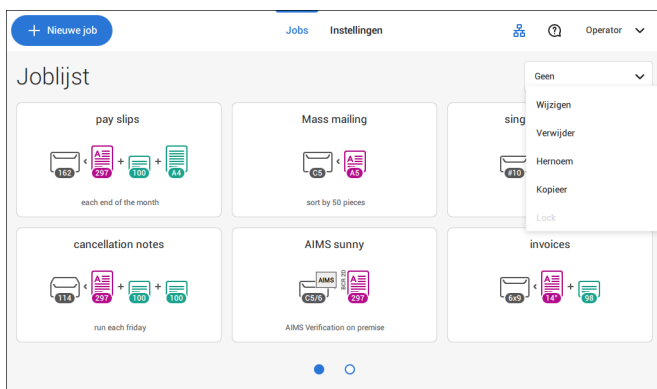 Nieuwe job
Jobs Instellingen
Operator
Joblijst
Geen
Wijzigen
Verwijder
Hernoem
Kopieer
Lock
pay slips
162 297 100 A4
each end of the month
Mass mailing
C5 A5
sort by 50 pieces
sing
#10
cancellation notes
114 297 100 100
run each friday
AIMS sunny
AIMS BCR 2D
C5/6 297
AIMS Verification on premise
invoices
6x9 14" 98